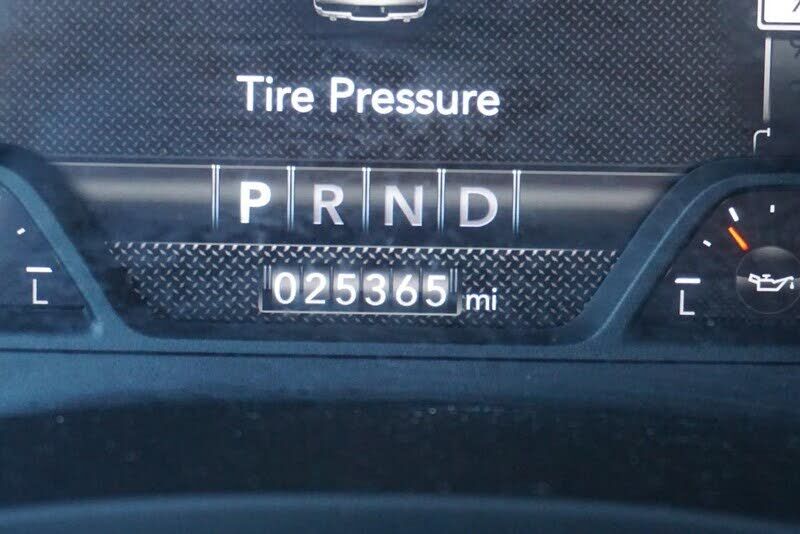 Tire Pressure
P R N D
025365 mi
L
L